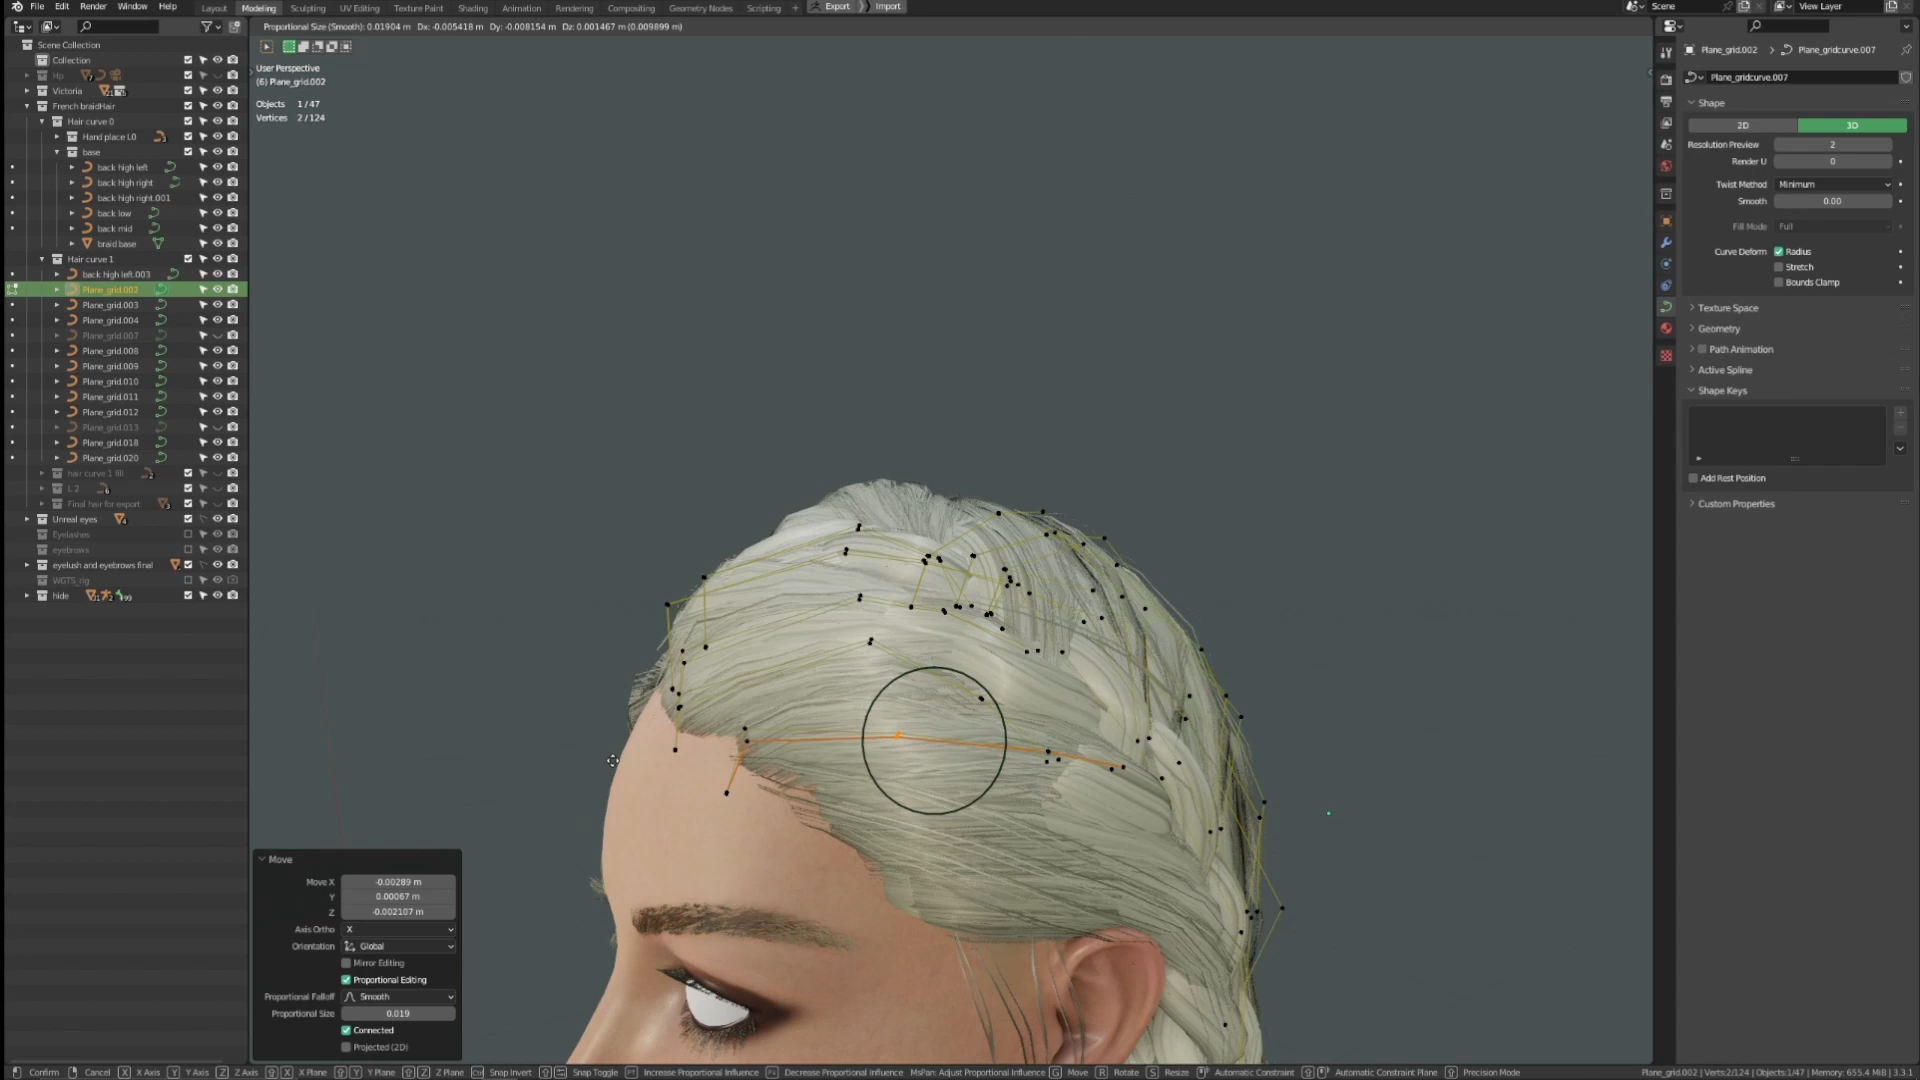 File Edit Render Window Help Layout Modeling Sculpting UV Editing Texture Paint Shading Animation Rendering Compositing Geometry Nodes Scripting + Export Import Scene View Layer
Proportional Size (Smooth): 0.01904 m Dx: -0.005418 m Dy: -0.008154 m Dz: 0.001467 m (0.009899 m)
User Perspective
(6) Plane_grid.002
Objects 1/47
Vertices 2/124
Scene Collection
Collection
Hp
Victoria
French braidHair
Hair curve 0
Hand place L0
base
back high left
back high right
back high right.001
back low
back mid
braid base
Hair curve 1
back high left.003
Plane_grid.002
Plane_grid.003
Plane_grid.004
Plane_grid.007
Plane_grid.008
Plane_grid.009
Plane_grid.010
Plane_grid.011
Plane_grid.012
Plane_grid.013
Plane_grid.018
Plane_grid.020
hair curve 1 BB
L 2
Final hair for export
Unreal eyes
Eyelashes
eyebrows
eyelush and eyebrows final
WGTS_rig
hide
Move
Move X -0.00289 m
Y 0.00067 m
Z -0.002107 m
Axis Ortho X
Orientation Global
Mirror Editing
Proportional Editing
Proportional Falloff Smooth
Proportional Size 0.019
Connected
Projected (2D)
Plane_grid.002 Plane_gridcurve.007
Plane_gridcurve.007
Shape
2D 3D
Resolution Preview 2
Render U 0
Twist Method Minimum
Smooth 0.00
Fill Mode Full
Curve Deform Radius
Stretch
Bounds Clamp
Texture Space
Geometry
Path Animation
Active Spline
Shape Keys
Add Rest Position
Custom Properties
Confirm Cancel X X Axis Y Y Axis Z Z Axis X X Plane Y Y Plane Z Z Plane Snap Invert Snap Toggle Increase Proportional Influence Decrease Proportional Influence MsPan: Adjust Proportional Influence G Move R Rotate S Resize Automatic Constraint Automatic Constraint Plane Precision Mode Plane_grid.002 | Verts:2/124 | Objects:1/47 | Memory: 655.4 MiB | 3.3.1